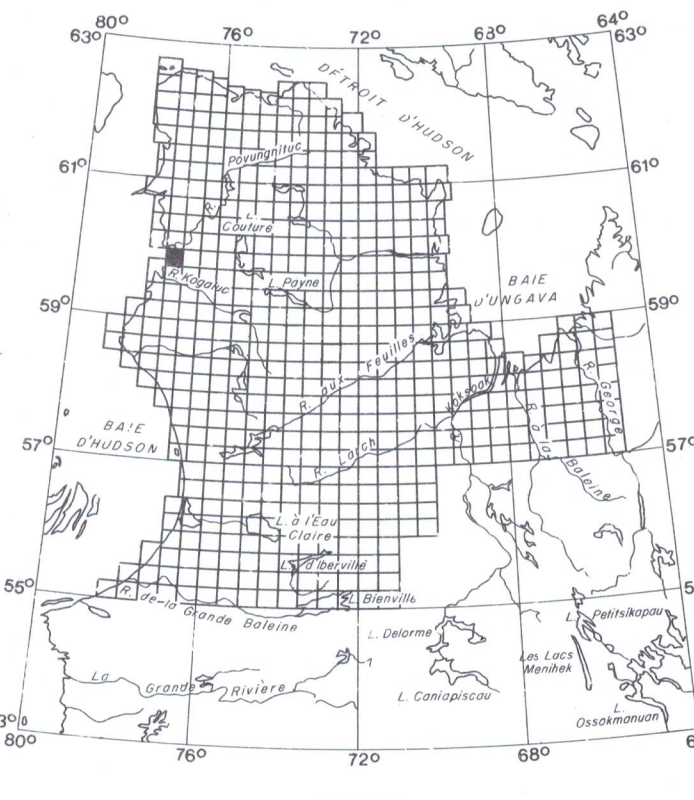 80°
76°
72°
68°
64°
63°
63°
DÉTROIT D'HUDSON
Povungnituc
61°
61°
R.
L.
Couture
R. Kogaluc
L. Payne
BAIE
D'UNGAVA
59°
59°
R. aux Feuilles
Koksoak
R. George
R. à la Baleine
BAIE
D'HUDSON
57°
57°
R. Larch
L. à l'Eau
Claire
L. d'Iberville
55°
55°
R. de-la Grande Baleine
L. Bienville
L. Delorme
L. Petitsikapau
Les Lacs
Menihek
La Grande Rivière
L. Caniapiscau
L.
Ossokmanuan
3°
80°
76°
72°
68°
6